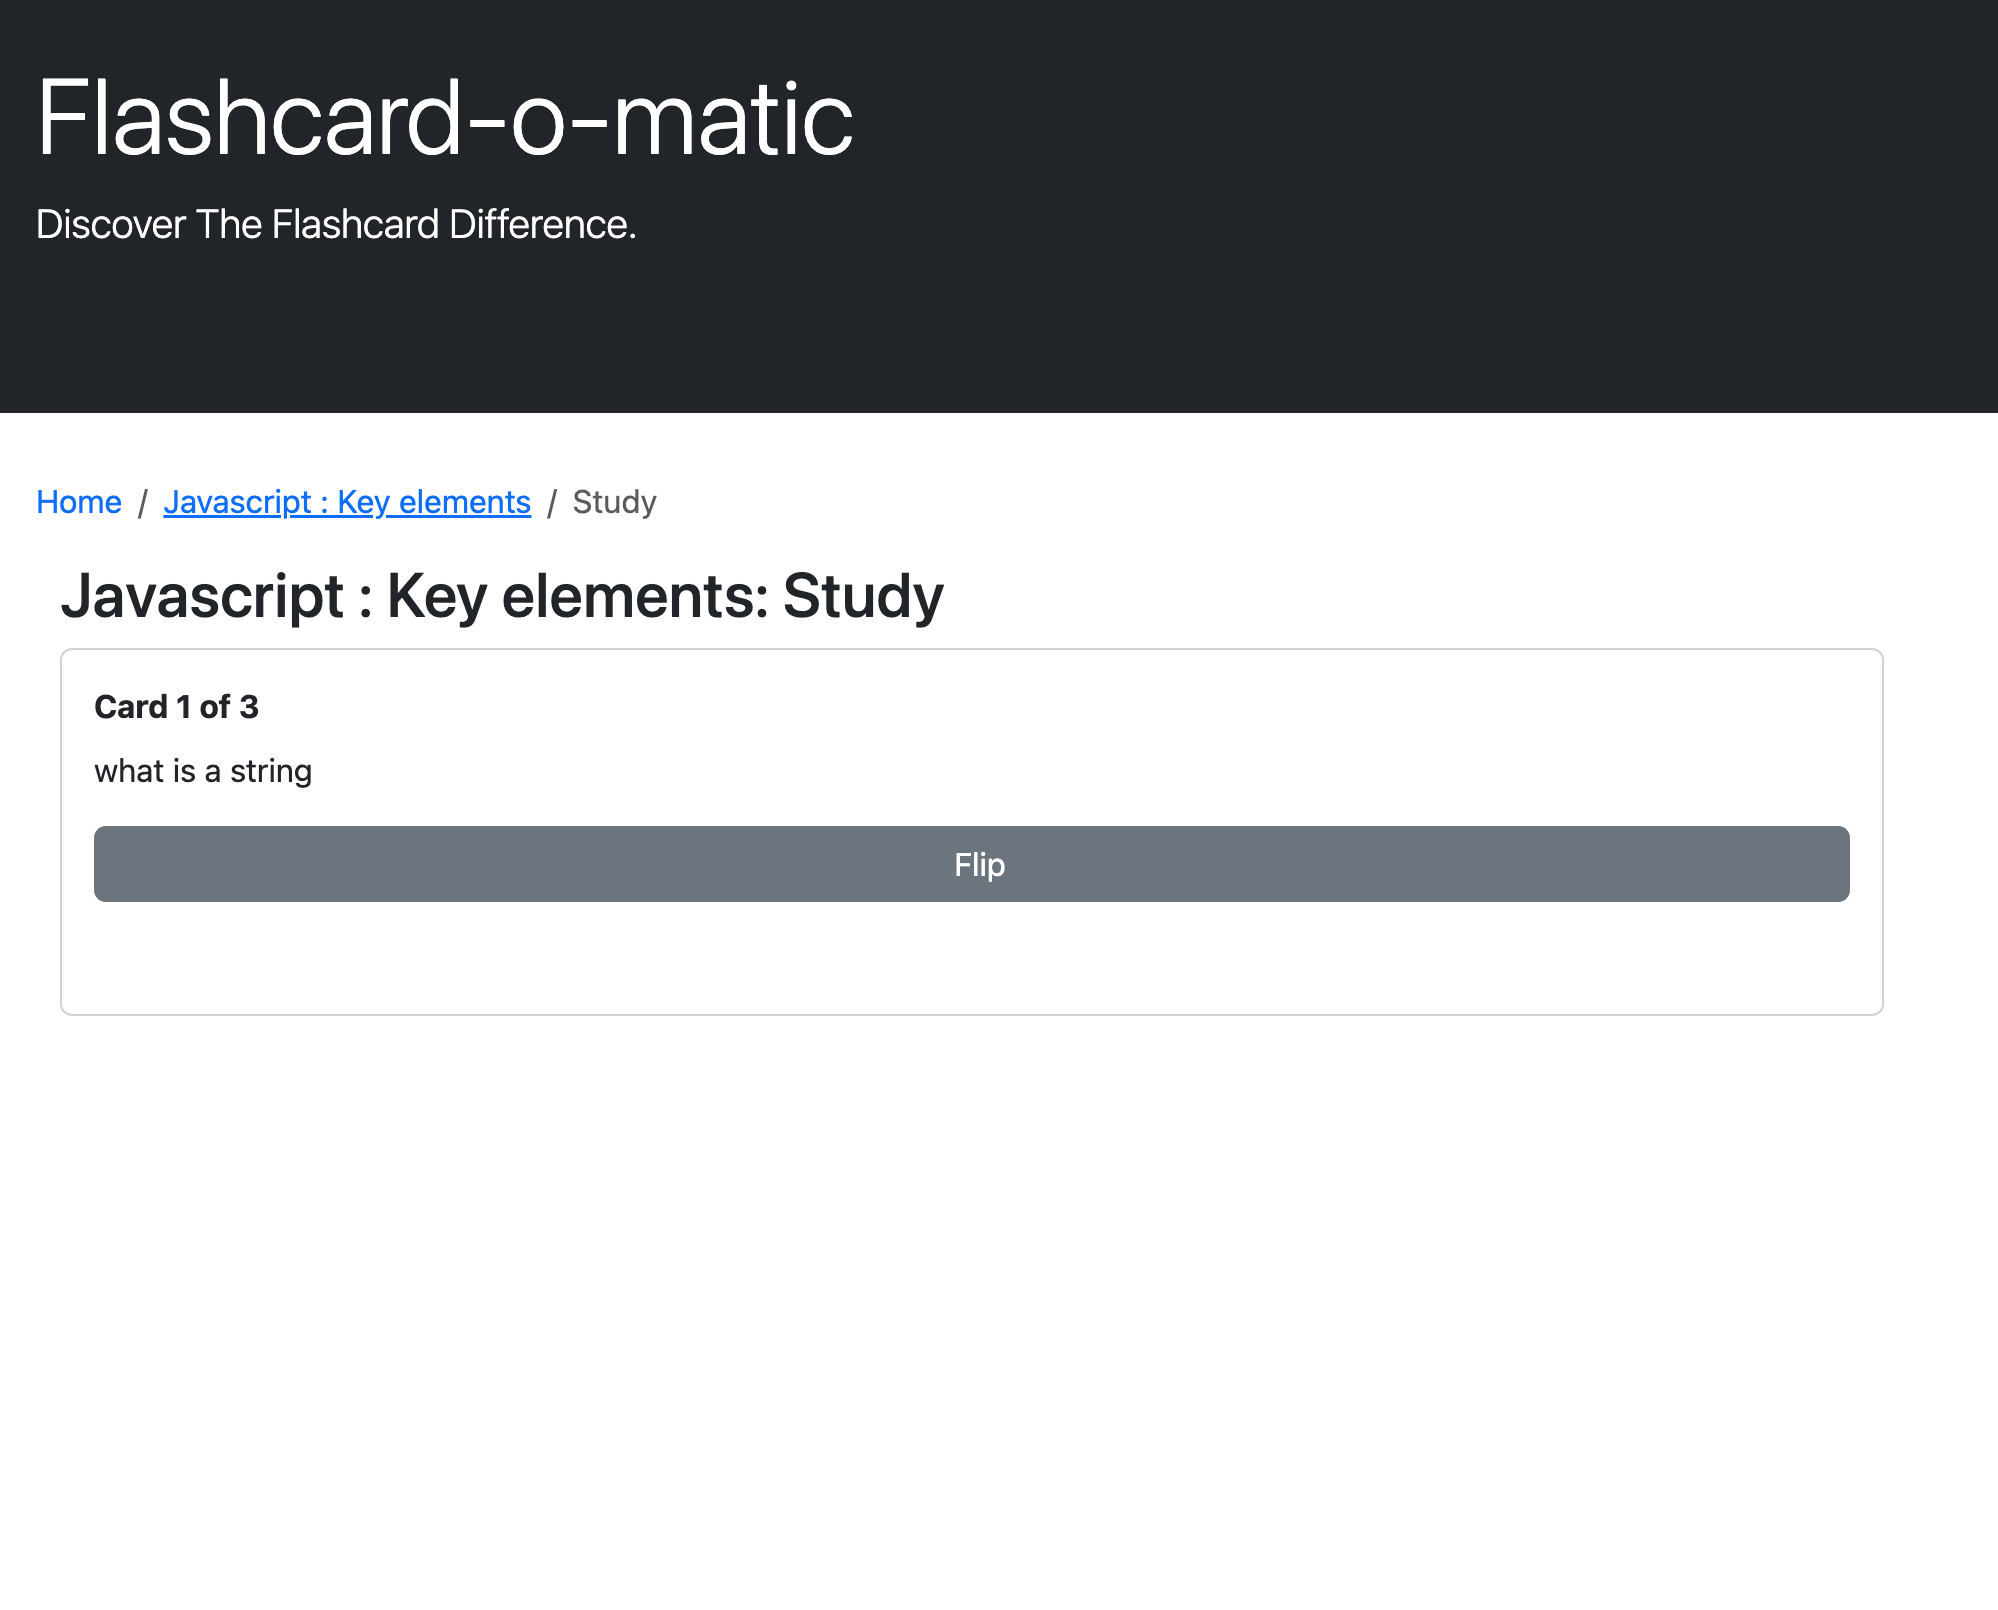 Flashcard-o-matic
Discover The Flashcard Difference.
Home / Javascript : Key elements / Study
Javascript : Key elements: Study
Card 1 of 3
what is a string
Flip